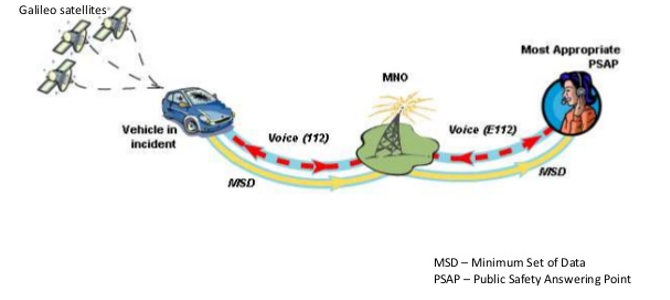 Galileo satellites
Most Appropriate
PSAP
MNO
Vehicle in
incident
Voice (112)
Voice (E112)
MSD
MSD
MSD – Minimum Set of Data
PSAP – Public Safety Answering Point